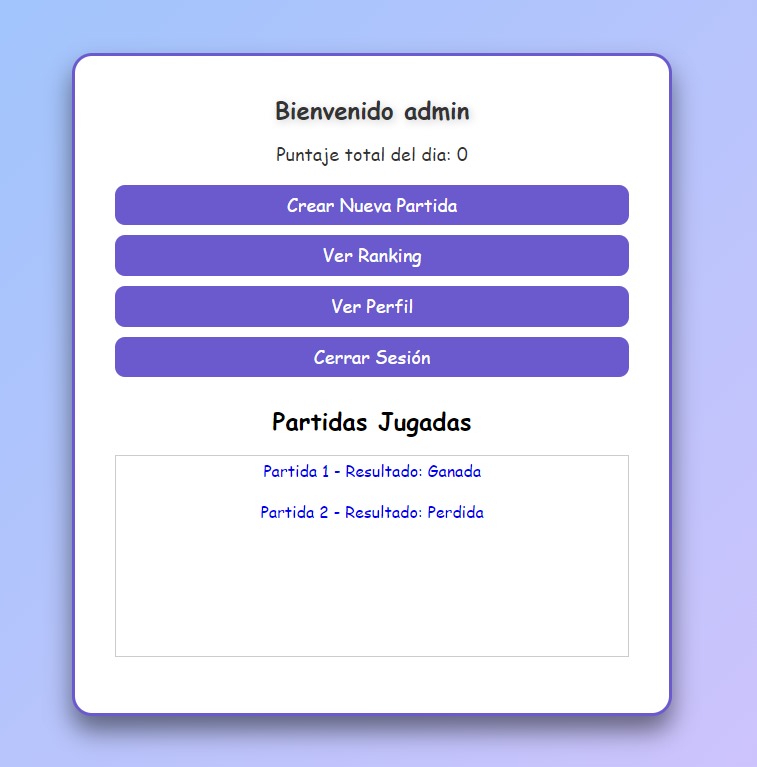 Bienvenido admin
Puntaje total del dia: 0
Crear Nueva Partida
Ver Ranking
Ver Perfil
Cerrar Sesión
Partidas Jugadas
Partida 1 - Resultado: Ganada
Partida 2 - Resultado: Perdida